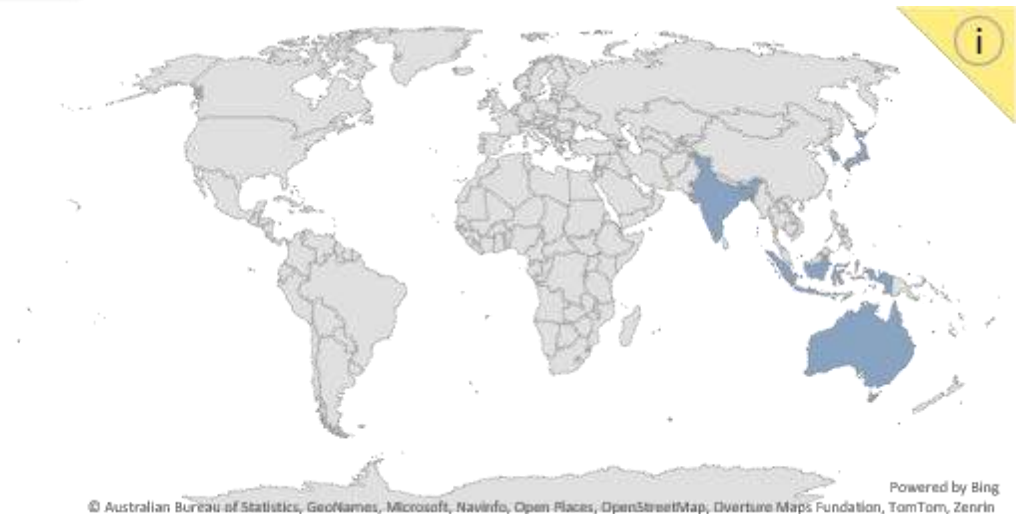 i
Powered by Bing
© Australian Bureau of Statistics, GeoNames, Microsoft, Navinfo, Open Places, OpenStreetMap, Overture Maps Fundation, TomTom, Zenrin